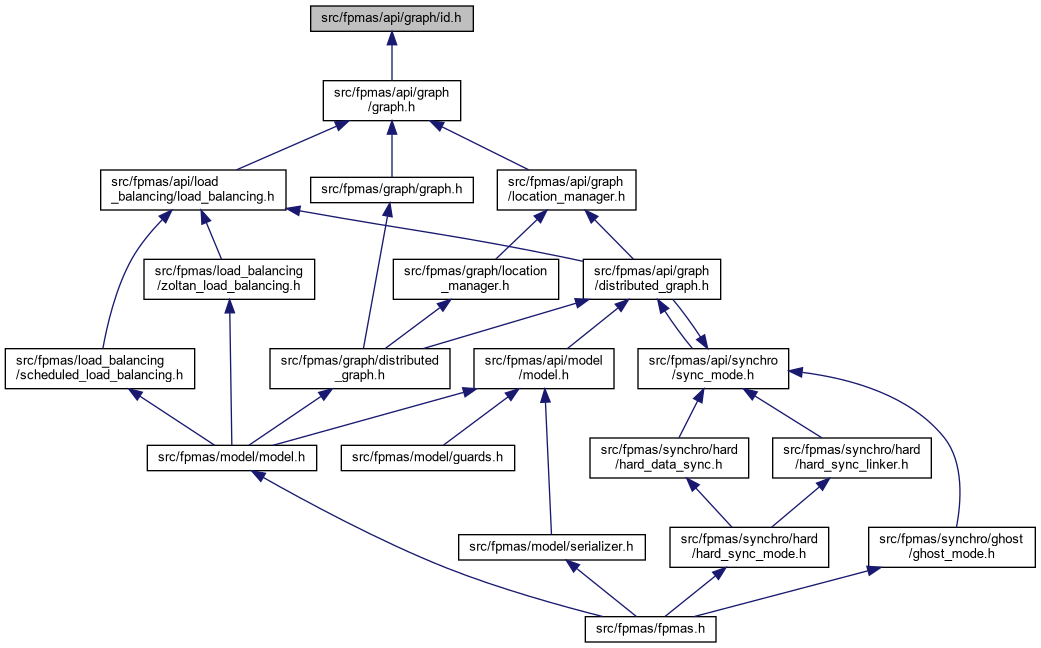 src/fpmas/api/graph/id.h
src/fpmas/api/graph
/graph.h
src/fpmas/api/load
_balancing/load_balancing.h
src/fpmas/graph/graph.h
src/fpmas/api/graph
/location_manager.h
src/fpmas/load_balancing
/zoltan_load_balancing.h
src/fpmas/graph/location
_manager.h
src/fpmas/api/graph
/distributed_graph.h
src/fpmas/load_balancing
/scheduled_load_balancing.h
src/fpmas/graph/distributed
_graph.h
src/fpmas/api/model
/model.h
src/fpmas/api/synchro
/sync_mode.h
src/fpmas/model/model.h
src/fpmas/model/guards.h
src/fpmas/synchro/hard
/hard_data_sync.h
src/fpmas/synchro/hard
/hard_sync_linker.h
src/fpmas/model/serializer.h
src/fpmas/synchro/hard
/hard_sync_mode.h
src/fpmas/synchro/ghost
/ghost_mode.h
src/fpmas/fpmas.h